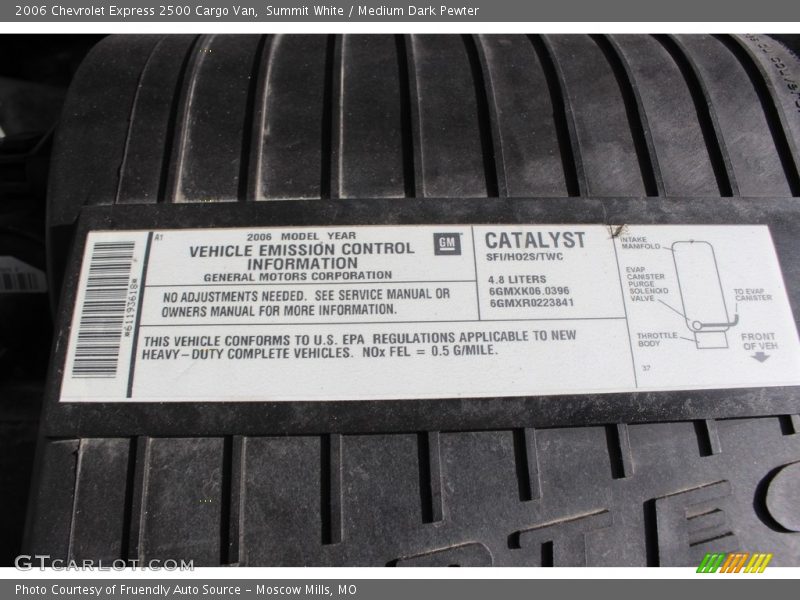 2006 Chevrolet Express 2500 Cargo Van, Summit White / Medium Dark Pewter
A1
2006 MODEL YEAR
VEHICLE EMISSION CONTROL
INFORMATION
GENERAL MOTORS CORPORATION
GM
NO ADJUSTMENTS NEEDED. SEE SERVICE MANUAL OR
OWNERS MANUAL FOR MORE INFORMATION.
CATALYST
SFI/HO2S/TWC
4.8 LITERS
6GMXK06.0396
6GMXR0223841
THIS VEHICLE CONFORMS TO U.S. EPA REGULATIONS APPLICABLE TO NEW
HEAVY-DUTY COMPLETE VEHICLES. NOx FEL = 0.5 G/MILE.
*61193618*
INTAKE
MANIFOLD
EVAP
CANISTER
PURGE
SOLENOID
VALVE
TO EVAP
CANISTER
THROTTLE
BODY
FRONT
OF VEH
37
GTCARLOT.COM
Photo Courtesy of Fruendly Auto Source - Moscow Mills, MO